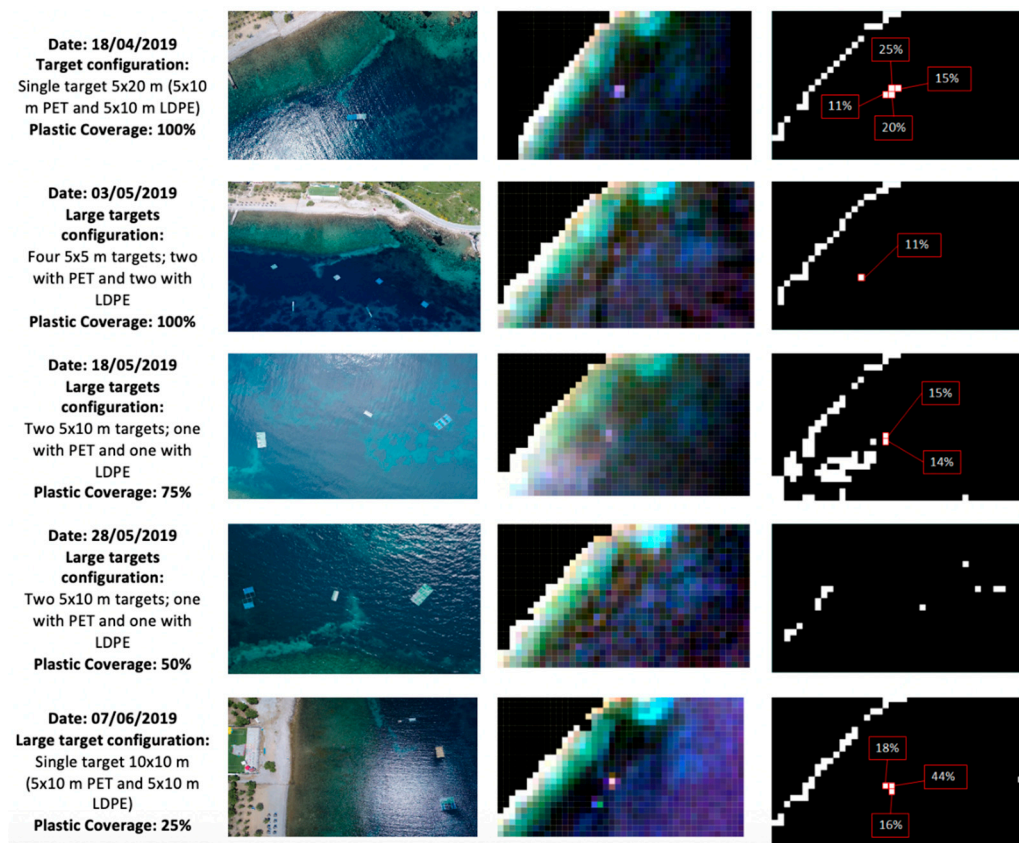 Date: 18/04/2019
Target configuration:
Single target 5x20 m (5x10
m PET and 5x10 m LDPE)
Plastic Coverage: 100%
25%
15%
11%
20%
Date: 03/05/2019
Large targets
configuration:
Four 5x5 m targets; two
with PET and two with
LDPE
Plastic Coverage: 100%
11%
Date: 18/05/2019
Large targets
configuration:
Two 5x10 m targets; one
with PET and one with
LDPE
Plastic Coverage: 75%
15%
14%
Date: 28/05/2019
Large targets
configuration:
Two 5x10 m targets; one
with PET and one with
LDPE
Plastic Coverage: 50%
Date: 07/06/2019
Large target configuration:
Single target 10x10 m
(5x10 m PET and 5x10 m
LDPE)
Plastic Coverage: 25%
18%
44%
16%